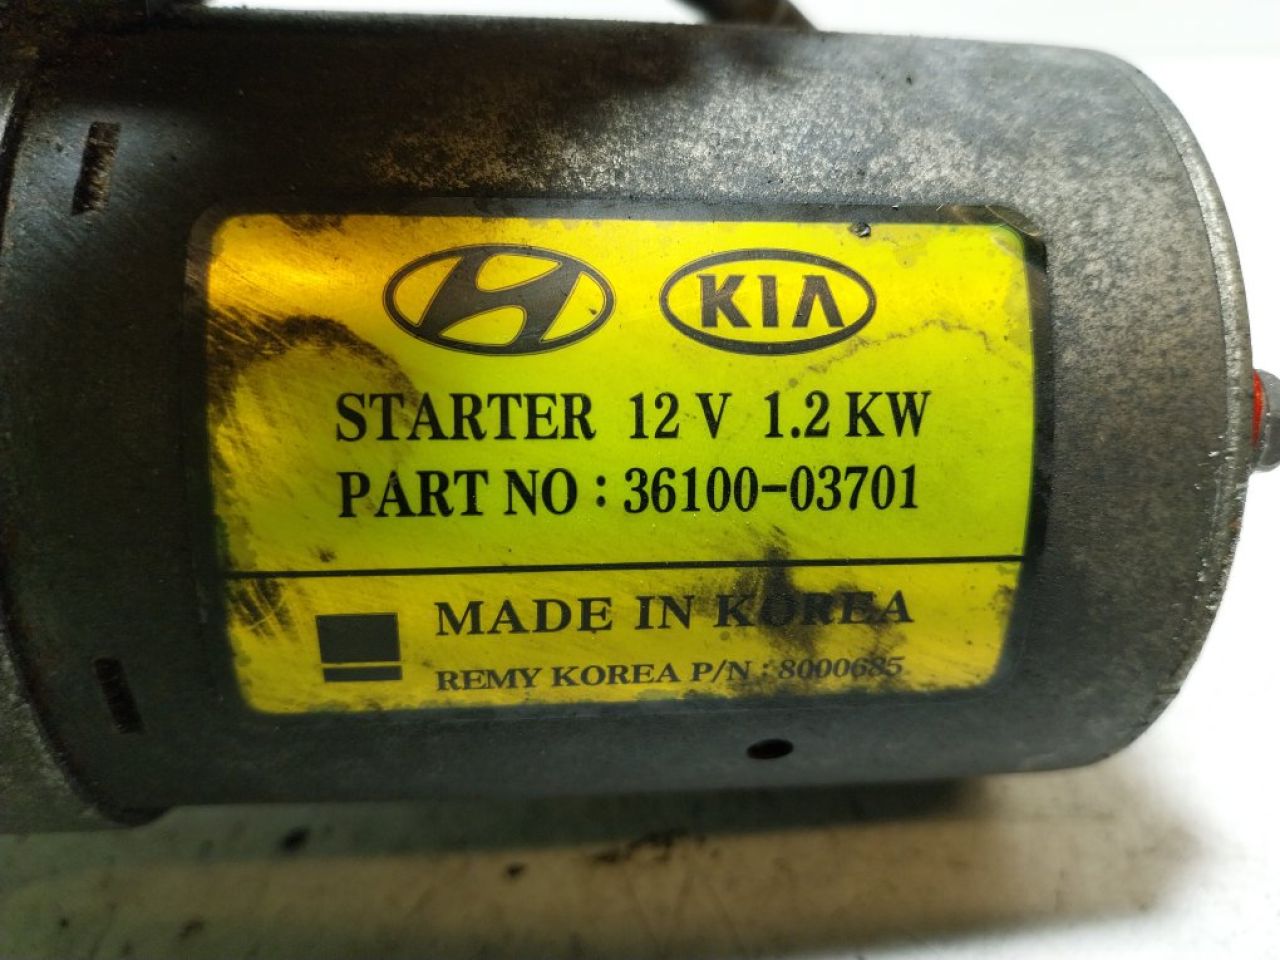 KIA
STARTER 12 V 1.2 KW
PART NO : 36100-03701
MADE IN KOREA
REMY KOREA P/N : 8000685